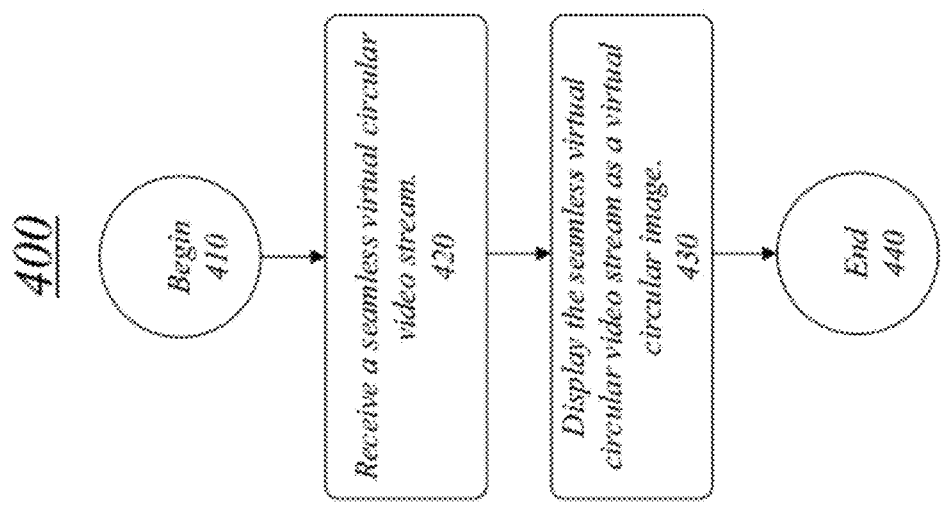 400
Begin
410
Receive a seamless virtual circular
video stream.
420
Display the seamless virtual
circular video stream as a virtual
circular image.
430
End
440